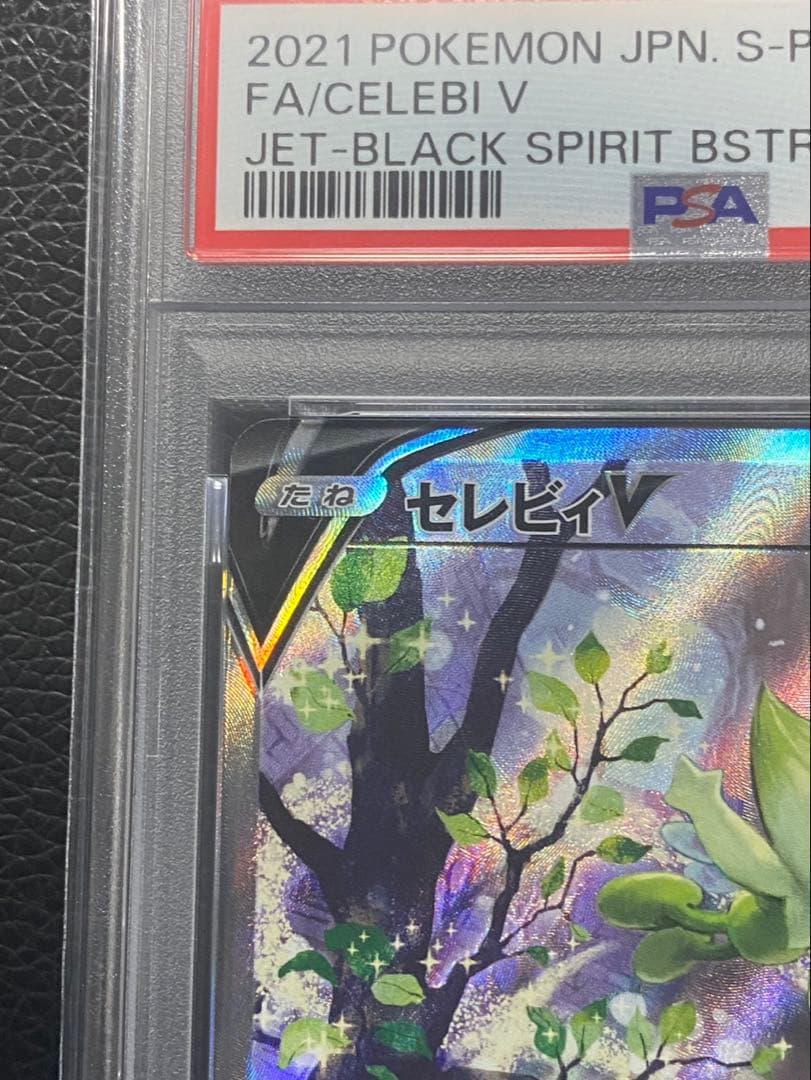 2021 POKEMON JPN. S-P
FA/CELEBI V
JET-BLACK SPIRIT BSTR
PSA
たね
セレビィV